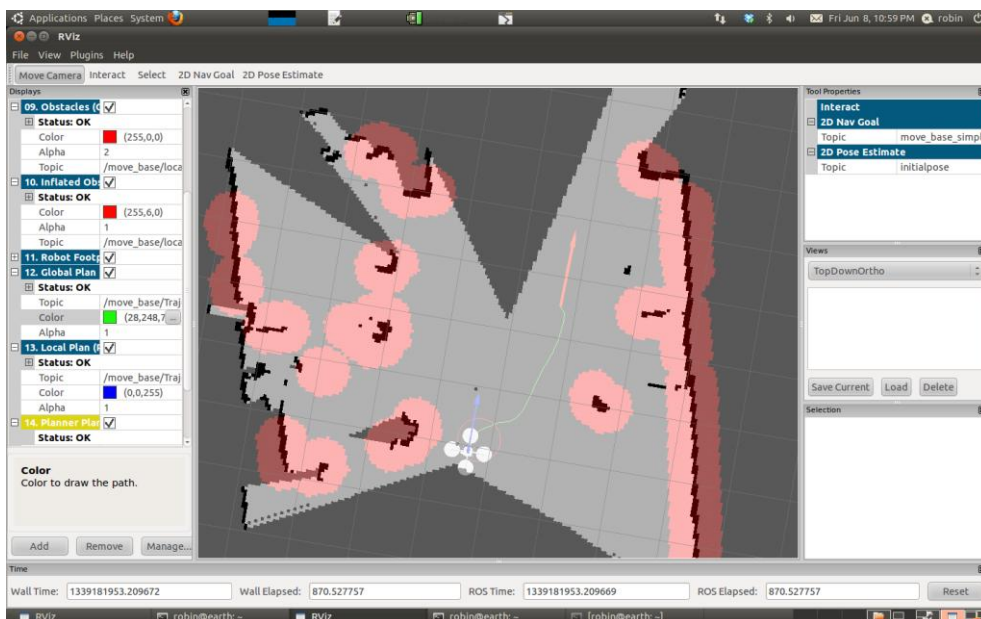 Applications Places System
Fri Jun 8, 10:59 PM robin
RViz
File View Plugins Help
Move Camera Interact Select 2D Nav Goal 2D Pose Estimate
Displays
09. Obstacles (
Status: OK
Color (255,0,0)
Alpha 2
Topic /move_base/loca
10. Inflated Obs
Status: OK
Color (255,6,0)
Alpha 1
Topic /move_base/loca
11. Robot Footp
12. Global Plan
Status: OK
Topic /move_base/Traj
Color (28,248,7 ...
Alpha 1
13. Local Plan (
Status: OK
Topic /move_base/Traj
Color (0,0,255)
Alpha 1
14. Planner Plan
Status: OK
Color
Color to draw the path.
Add Remove Manage...
Tool Properties
Interact
2D Nav Goal
Topic move_base_simpl
2D Pose Estimate
Topic initialpose
Views
TopDownOrtho
Save Current Load Delete
Selection
Time
Wall Time: 1339181953.209672 Wall Elapsed: 870.527757 ROS Time: 1339181953.209669 ROS Elapsed: 870.527757 Reset
RViz robin@earth: ~ RViz robin@earth: ~ [robin@earth: ~]